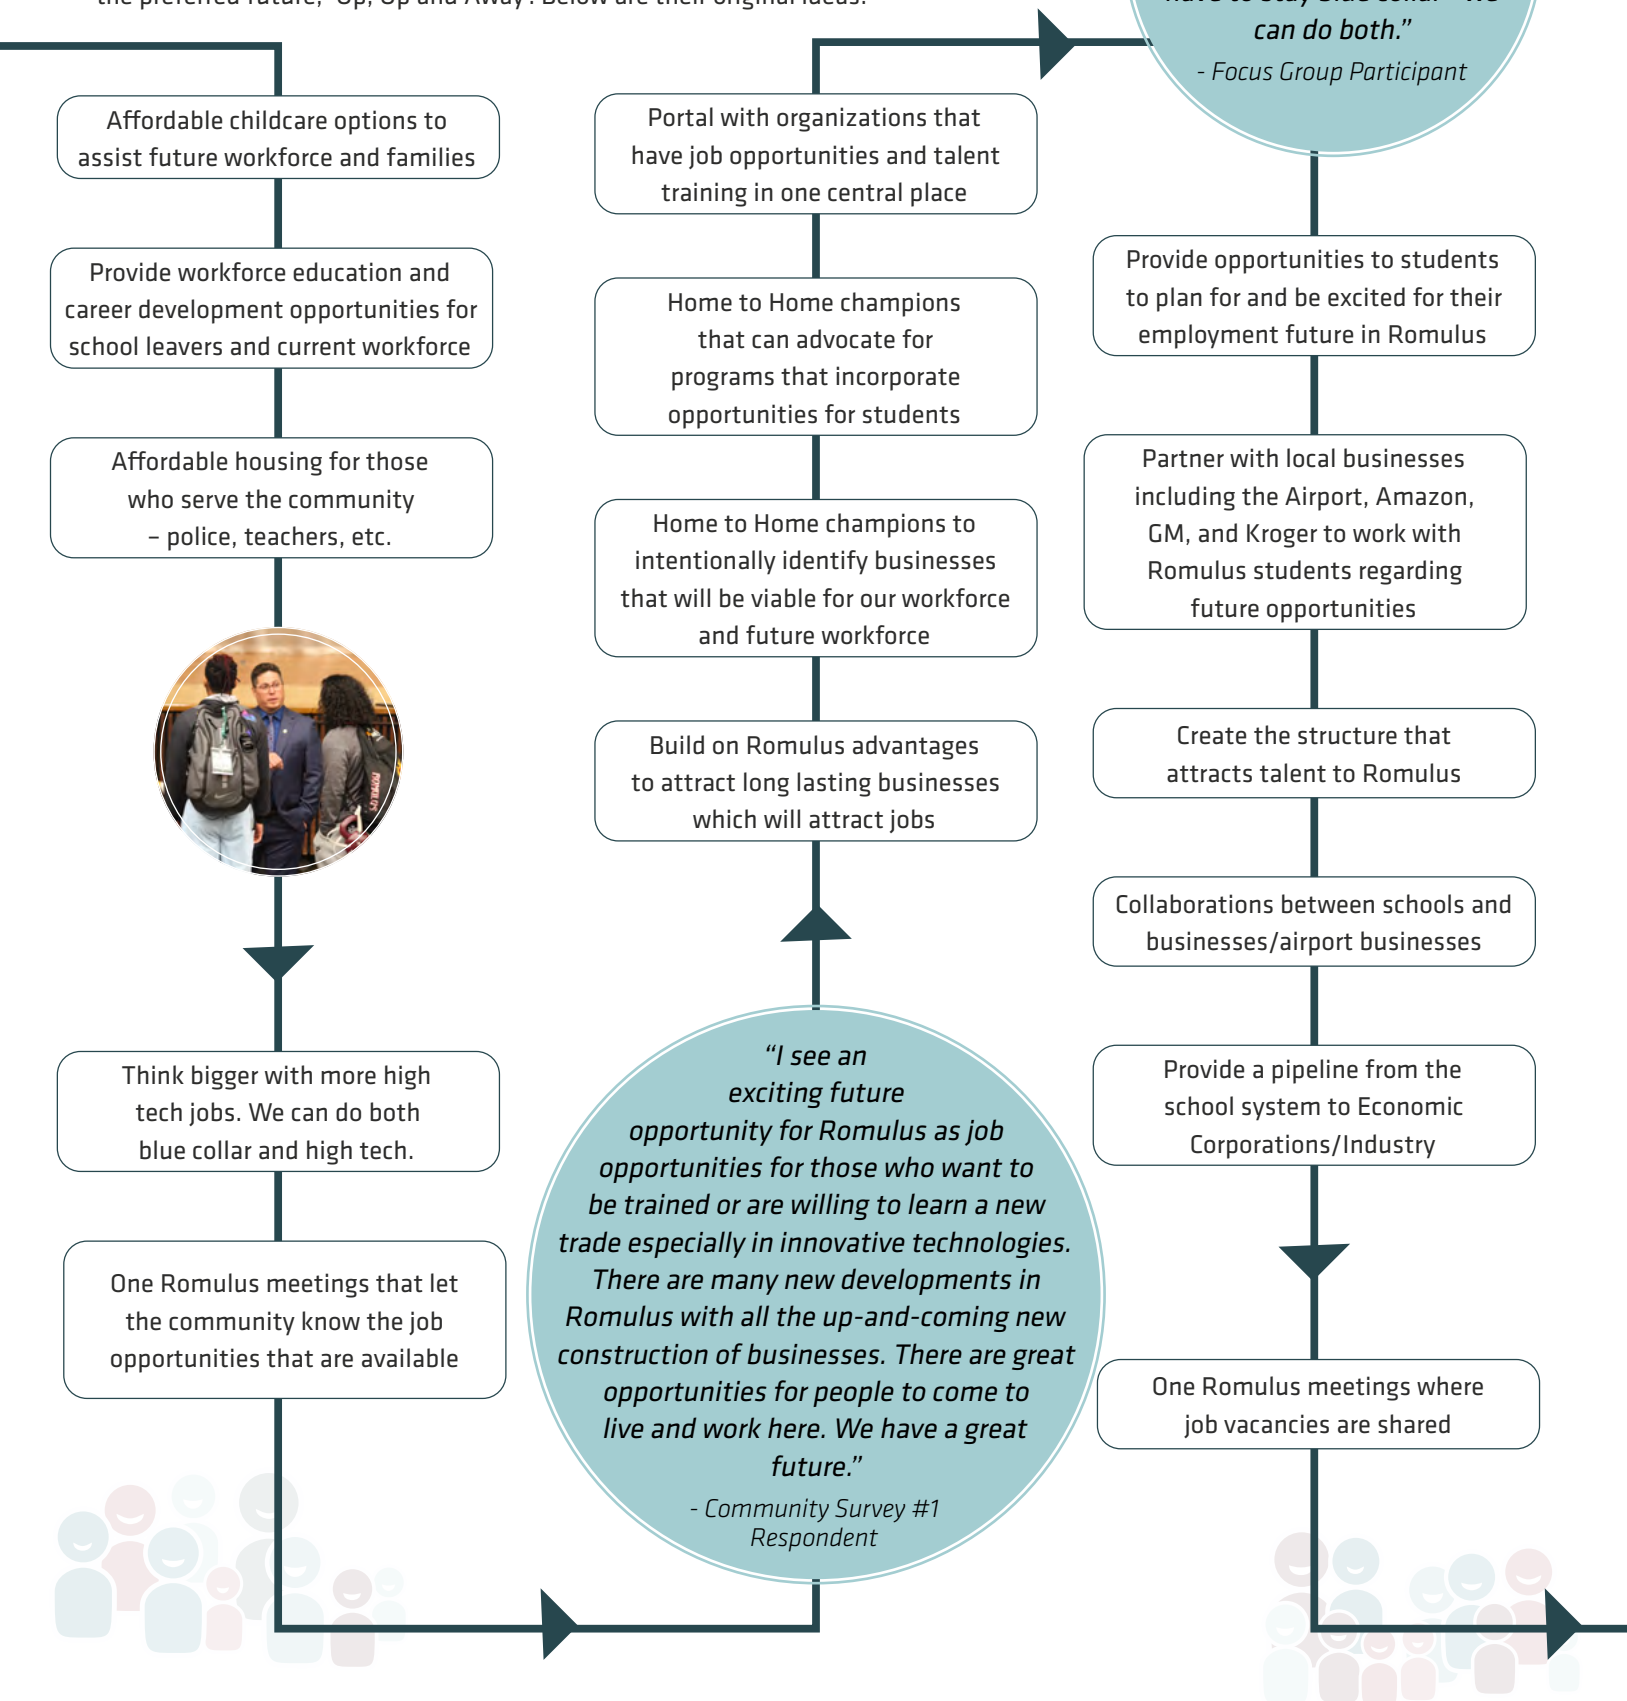 the preferred future, 'Up, Up and Away'. Below are their original ideas:
Affordable childcare options to
assist future workforce and families
Provide workforce education and
career development opportunities for
school leavers and current workforce
Affordable housing for those
who serve the community
– police, teachers, etc.
Think bigger with more high
tech jobs. We can do both
blue collar and high tech.
One Romulus meetings that let
the community know the job
opportunities that are available
“I see an
exciting future
opportunity for Romulus as job
opportunities for those who want to
be trained or are willing to learn a new
trade especially in innovative technologies.
There are many new developments in
Romulus with all the up-and-coming new
construction of businesses. There are great
opportunities for people to come to
live and work here. We have a great
future.”
- Community Survey #1
Respondent
Build on Romulus advantages
to attract long lasting businesses
which will attract jobs
Home to Home champions to
intentionally identify businesses
that will be viable for our workforce
and future workforce
Home to Home champions
that can advocate for
programs that incorporate
opportunities for students
Portal with organizations that
have job opportunities and talent
training in one central place
can do both.”
- Focus Group Participant
Provide opportunities to students
to plan for and be excited for their
employment future in Romulus
Partner with local businesses
including the Airport, Amazon,
GM, and Kroger to work with
Romulus students regarding
future opportunities
Create the structure that
attracts talent to Romulus
Collaborations between schools and
businesses/airport businesses
Provide a pipeline from the
school system to Economic
Corporations/Industry
One Romulus meetings where
job vacancies are shared